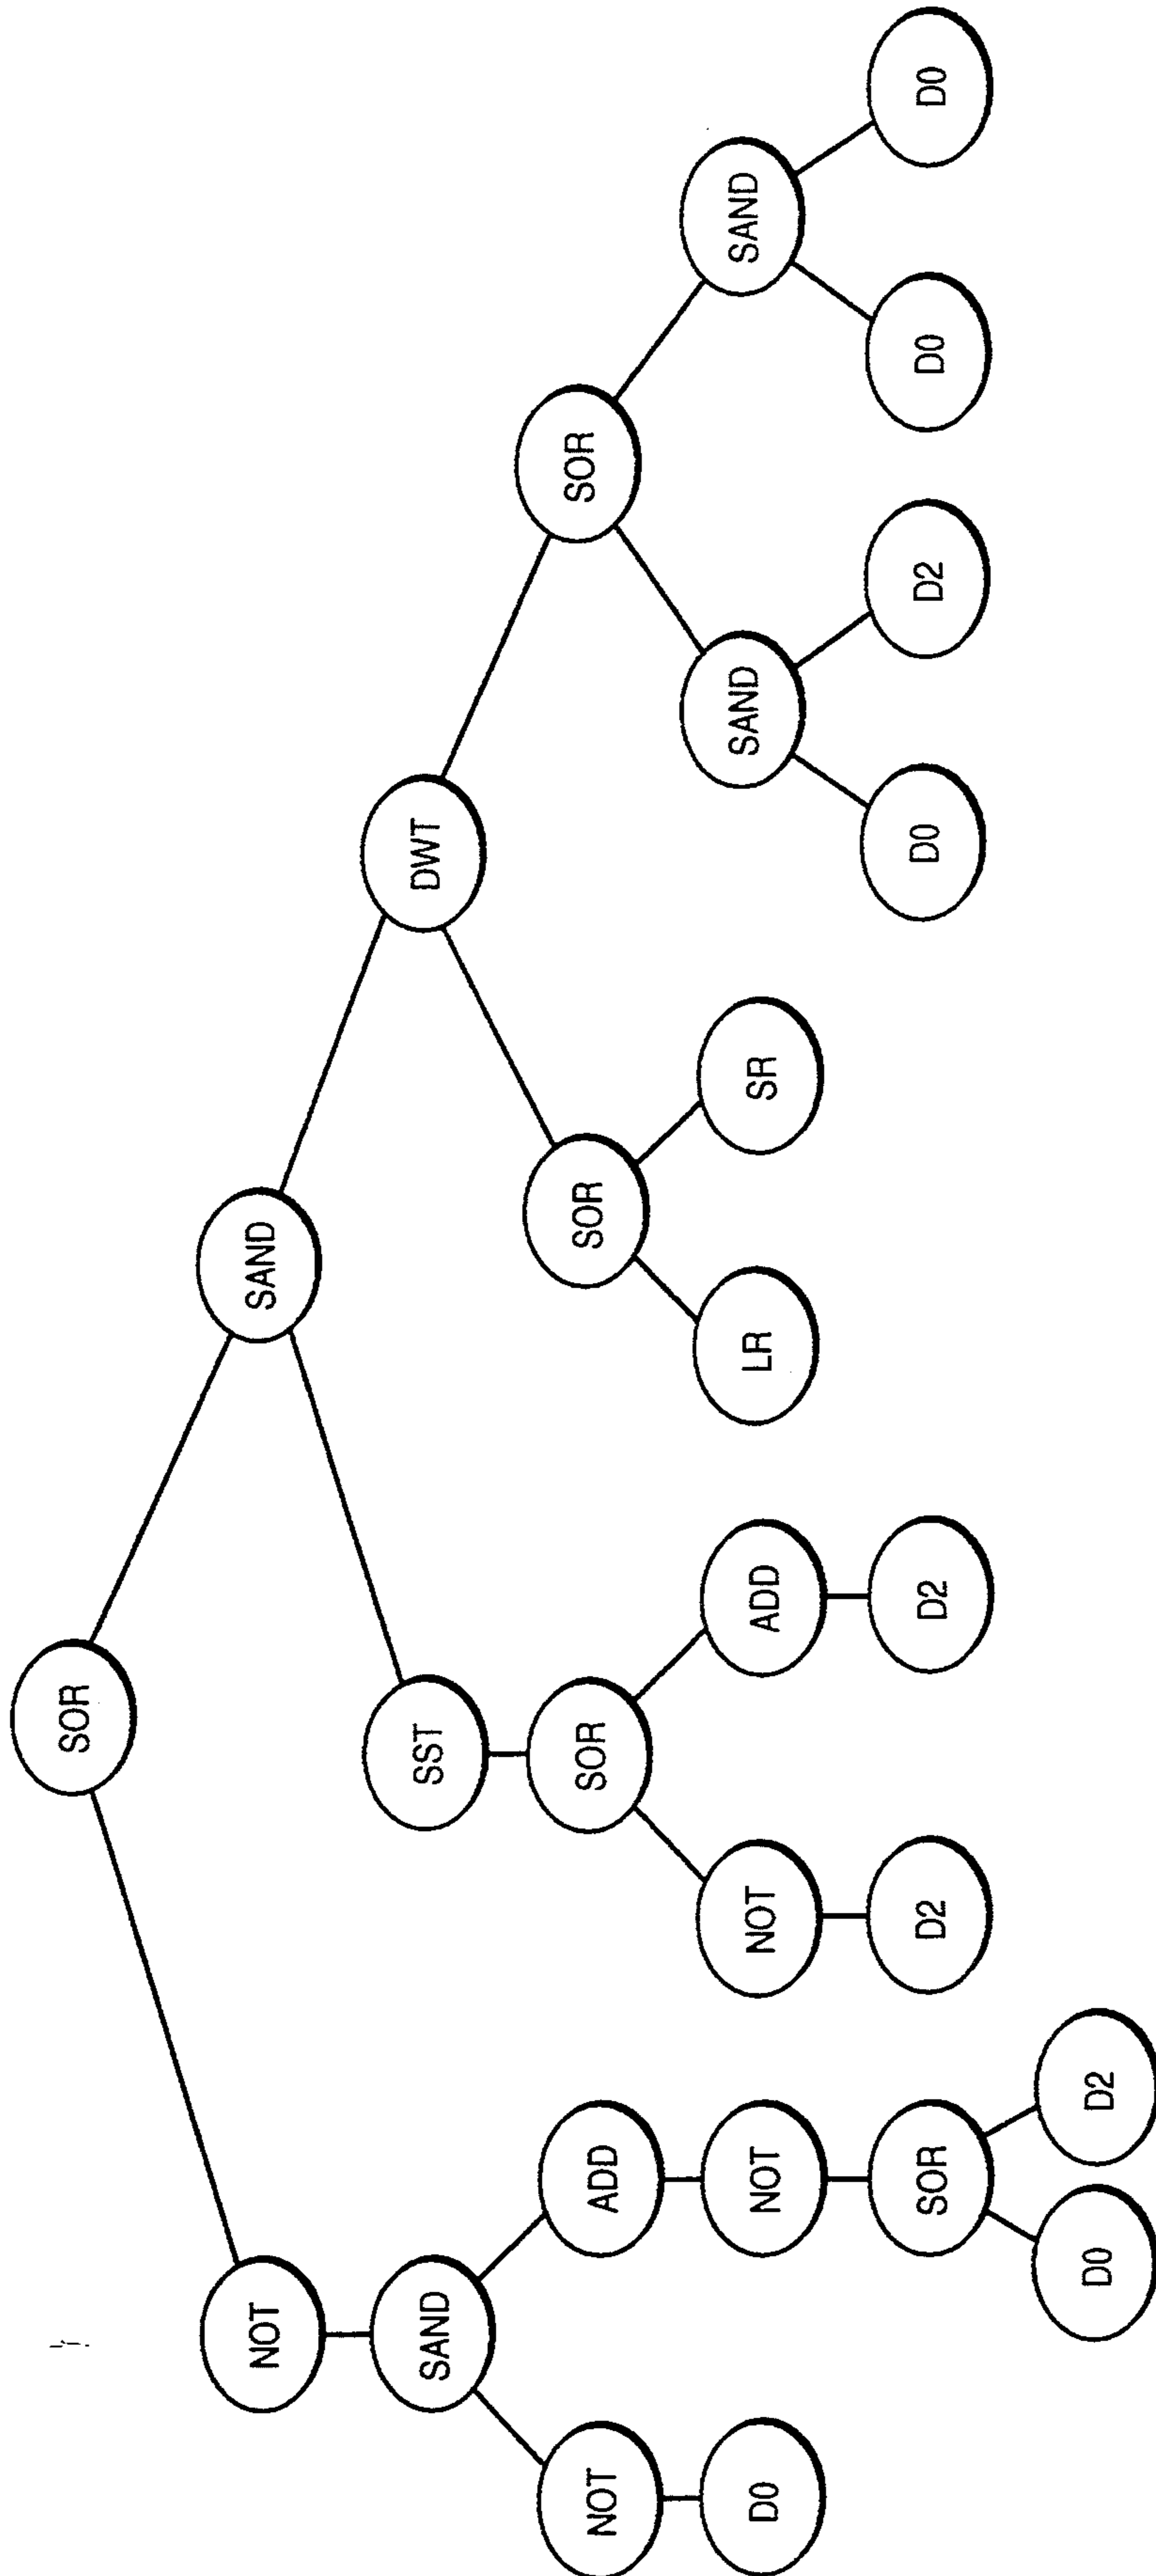 SOR
NOT
SAND
SAND
SST
DWT
NOT
ADD
SOR
SOR
SOR
D0
NOT
NOT
ADD
LR
SR
SAND
SAND
SOR
D2
D2
D0
D2
D0
D0
D0
D2